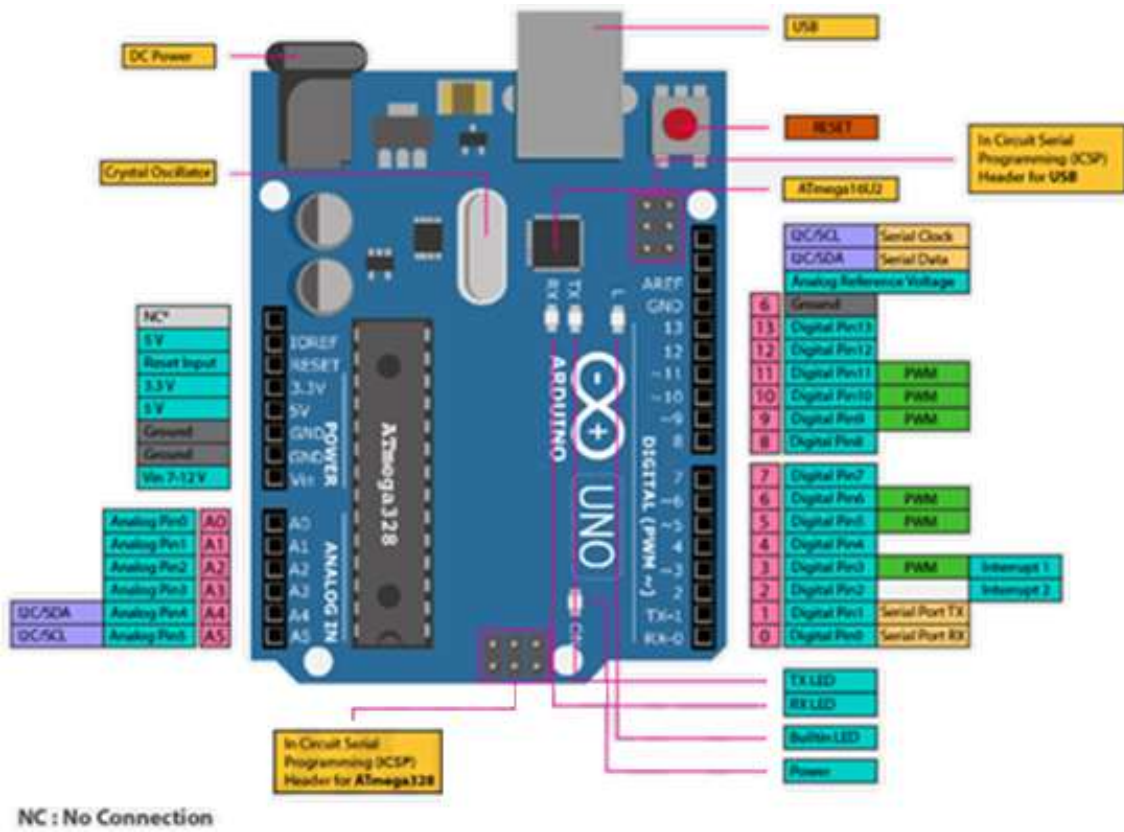 USB
DC Power
RESET
In Circuit Serial
Programming (ICSP)
Header for USB
Crystal Oscillator
ATmega16U2
I2C/SCL Serial Clock
I2C/SDA Serial Data
Analog Reference Voltage
6 Ground
13 Digital Pin13
12 Digital Pin12
11 Digital Pin11 PWM
10 Digital Pin10 PWM
9 Digital Pin9 PWM
8 Digital Pin8
7 Digital Pin7
6 Digital Pin6 PWM
5 Digital Pin5 PWM
4 Digital Pin4
3 Digital Pin3 PWM Interrupt 1
2 Digital Pin2 Interrupt 2
1 Digital Pin1 Serial Port TX
0 Digital Pin0 Serial Port RX
NC*
5 V
Reset Input
3.3 V
5 V
Ground
Ground
Vin 7-12 V
Analog Pin0 A0
Analog Pin1 A1
Analog Pin2 A2
Analog Pin3 A3
I2C/SDA Analog Pin4 A4
I2C/SCL Analog Pin5 A5
IOREF
RESET
3.3V
5V
GND
GND
Vin
POWER
A0
A1
A2
A3
A4
A5
ANALOG IN
ATmega328
RX
TX
L
ARDUINO
UNO
ON
DIGITAL (PWM ~)
AREF
GND
13
12
~11
~10
~9
8
7
~6
~5
4
~3
2
TX-1
RX-0
TX LED
RX LED
Builtin LED
Power
In Circuit Serial
Programming (ICSP)
Header for ATmega328
NC : No Connection